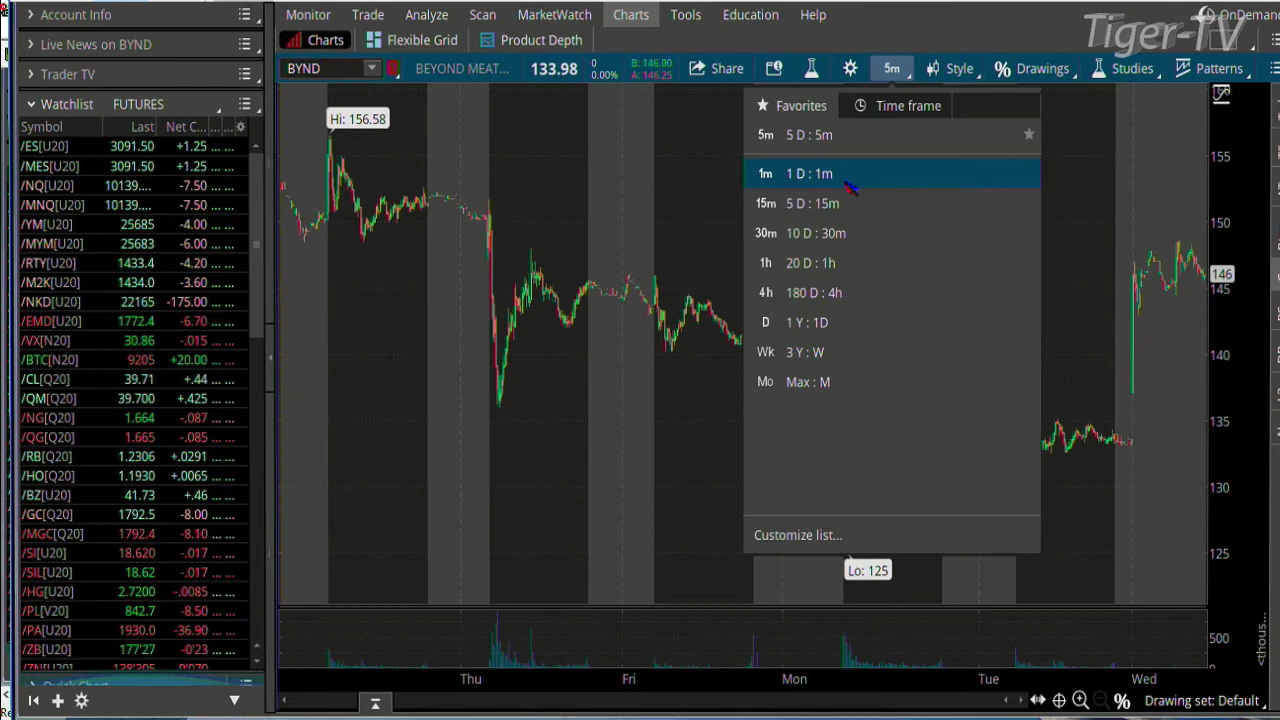 Account Info
Live News on BYND
Trader TV
Watchlist FUTURES
Symbol Last Net C... ... ...
/ES[U20] 3091.50 +1.25 ... ...
/MES[U20] 3091.50 +1.25 ... ...
/NQ[U20] 10139.... -7.50 ... ...
/MNQ[U20] 10139.... -7.50 ... ...
/YM[U20] 25685 -4.00 ... ...
/MYM[U20] 25683 -6.00 ... ...
/RTY[U20] 1433.4 -4.20 ... ...
/M2K[U20] 1434.0 -3.60 ... ...
/NKD[U20] 22165 -175.00 ... ...
/EMD[U20] 1772.4 -6.70 ... ...
/VX[N20] 30.86 -.015 ... ...
/BTC[N20] 9205 +20.00 ... ...
/CL[Q20] 39.71 +.44 ... ...
/QM[Q20] 39.700 +.425 ... ...
/NG[Q20] 1.664 -.087 ... ...
/QG[Q20] 1.665 -.085 ... ...
/RB[Q20] 1.2306 +.0291 ... ...
/HO[Q20] 1.1930 +.0065 ... ...
/BZ[U20] 41.73 +.46 ... ...
/GC[Q20] 1792.5 -8.00 ... ...
/MGC[Q20] 1792.4 -8.10 ... ...
/SI[U20] 18.620 -.017 ... ...
/SIL[U20] 18.62 -.017 ... ...
/HG[U20] 2.7200 -.0085 ... ...
/PL[V20] 842.7 -8.50 ... ...
/PA[U20] 1930.0 -36.90 ... ...
/ZB[U20] 177'27 -0'21 ... ...
Monitor Trade Analyze Scan MarketWatch Charts Tools Education Help OnDemand
Tiger-TV
Charts Flexible Grid Product Depth
BYND BEYOND MEAT... 133.98 0 0.00% B: 146.00 A: 146.25 Share 5m Style Drawings Studies Patterns
Favorites Time frame
5m 5 D : 5m
1m 1 D : 1m
15m 5 D : 15m
30m 10 D : 30m
1h 20 D : 1h
4h 180 D : 4h
D 1 Y : 1D
Wk 3 Y : W
Mo Max : M
Customize list...
Hi: 156.58
Lo: 125
155
150
146
145
140
135
130
125
500
<thous...
Thu Fri Mon Tue Wed
Drawing set: Default